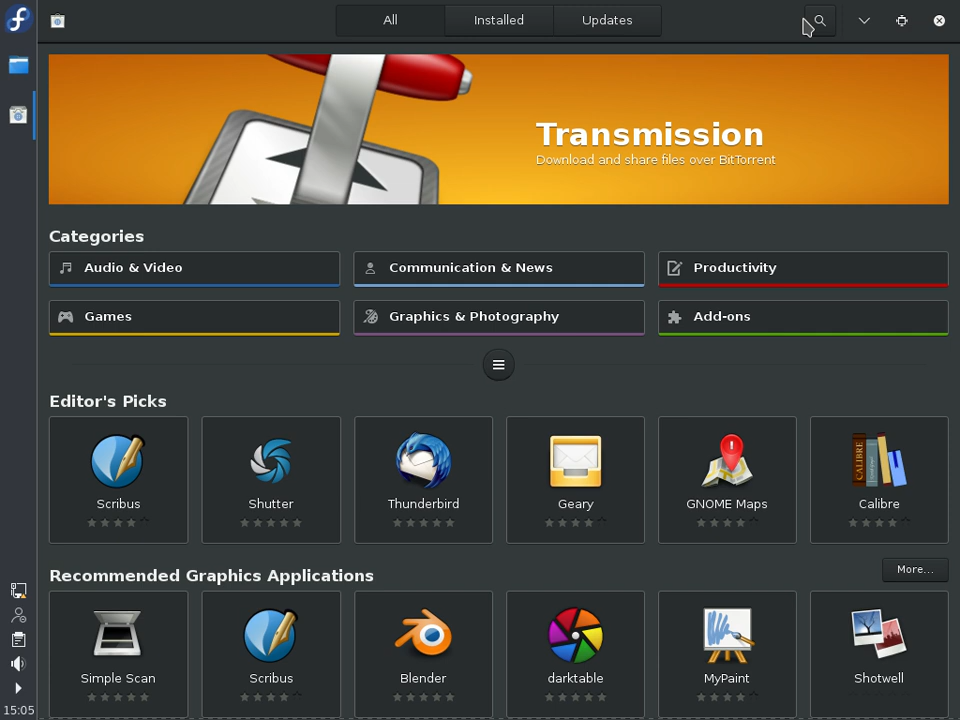 All Installed Updates
Transmission
Download and share files over BitTorrent
Categories
Audio & Video Communication & News Productivity
Games Graphics & Photography Add-ons
Editor's Picks
CALIBRE
Scribus Shutter Thunderbird Geary GNOME Maps Calibre
Recommended Graphics Applications More...
Simple Scan Scribus Blender darktable MyPaint Shotwell
15:05